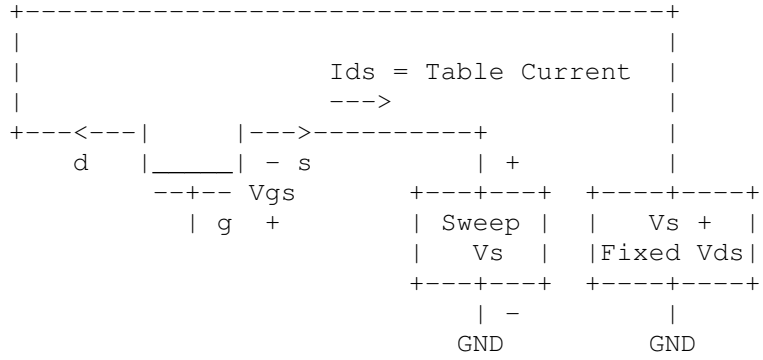 Ids = Table Current
--->
d - s +
--+-- Vgs
g +
Sweep Vs +
Vs Fixed Vds
-
GND GND